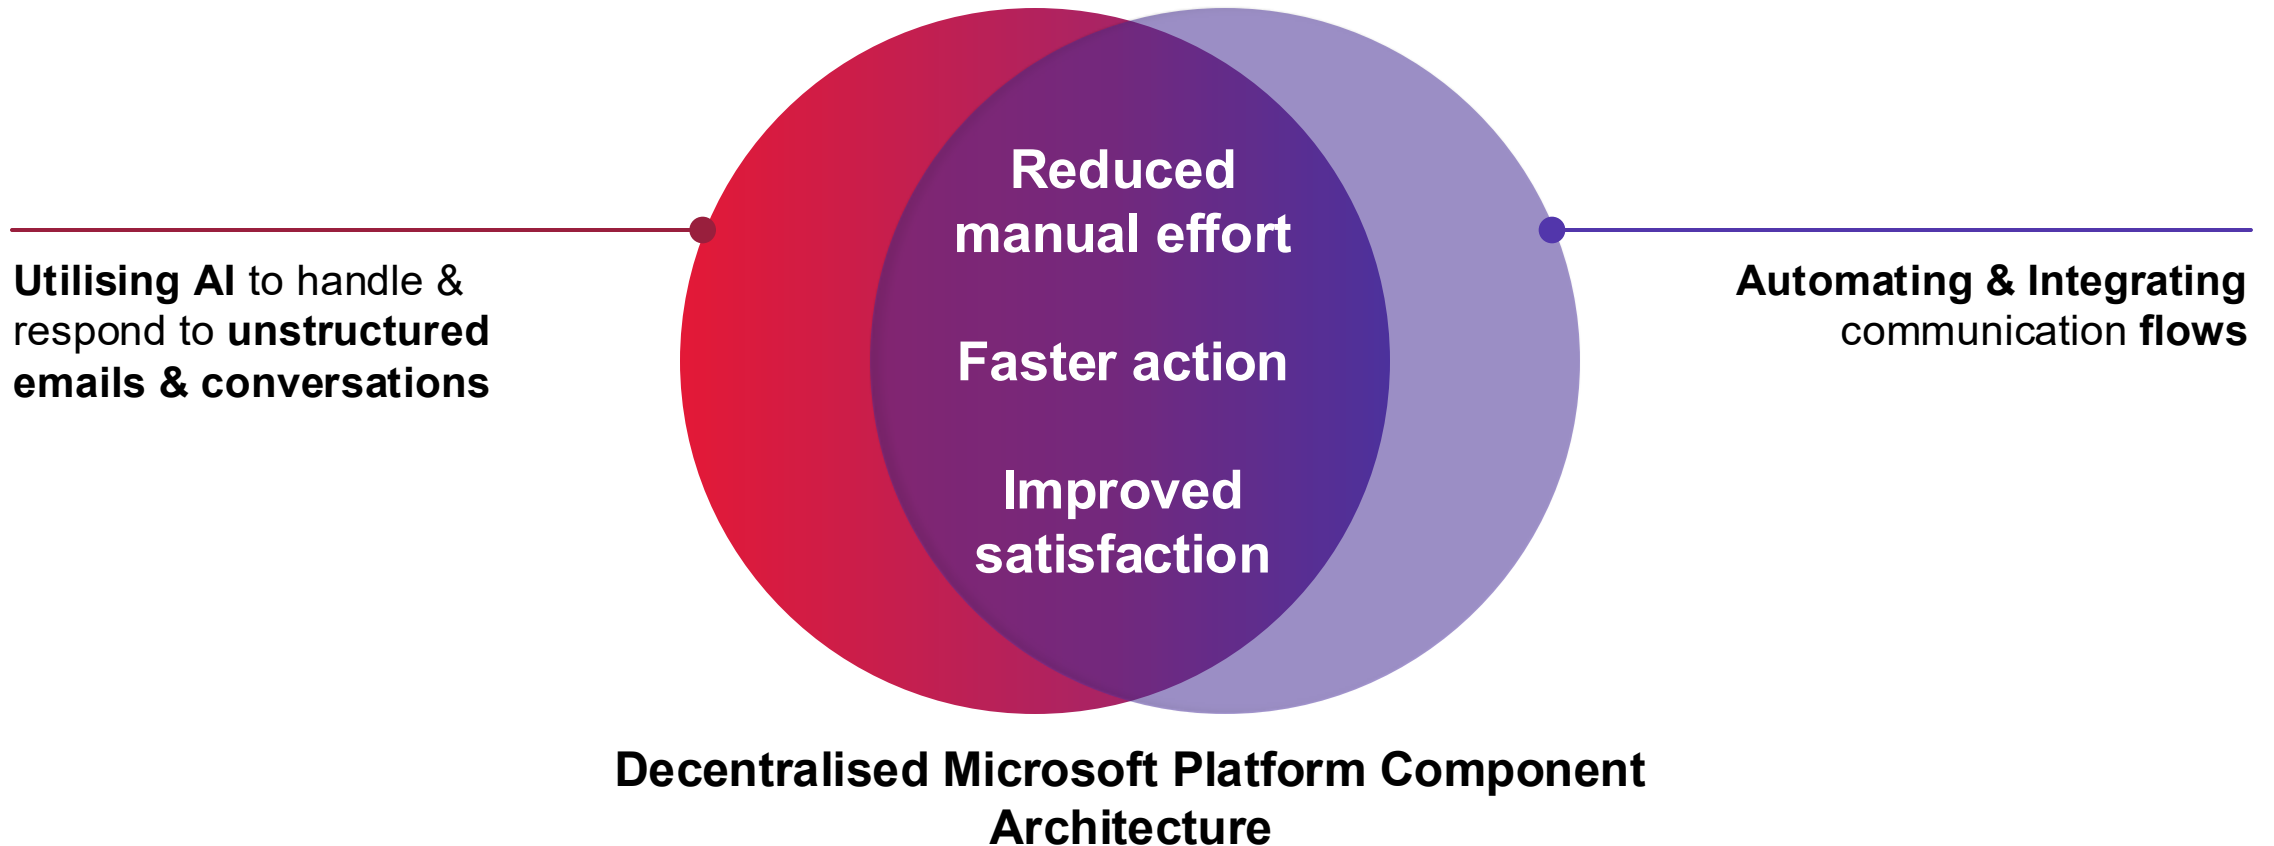 Reduced
manual effort
Faster action
Improved
satisfaction
Utilising AI to handle &
respond to unstructured
emails & conversations
Automating & Integrating
communication flows
Decentralised Microsoft Platform Component
Architecture